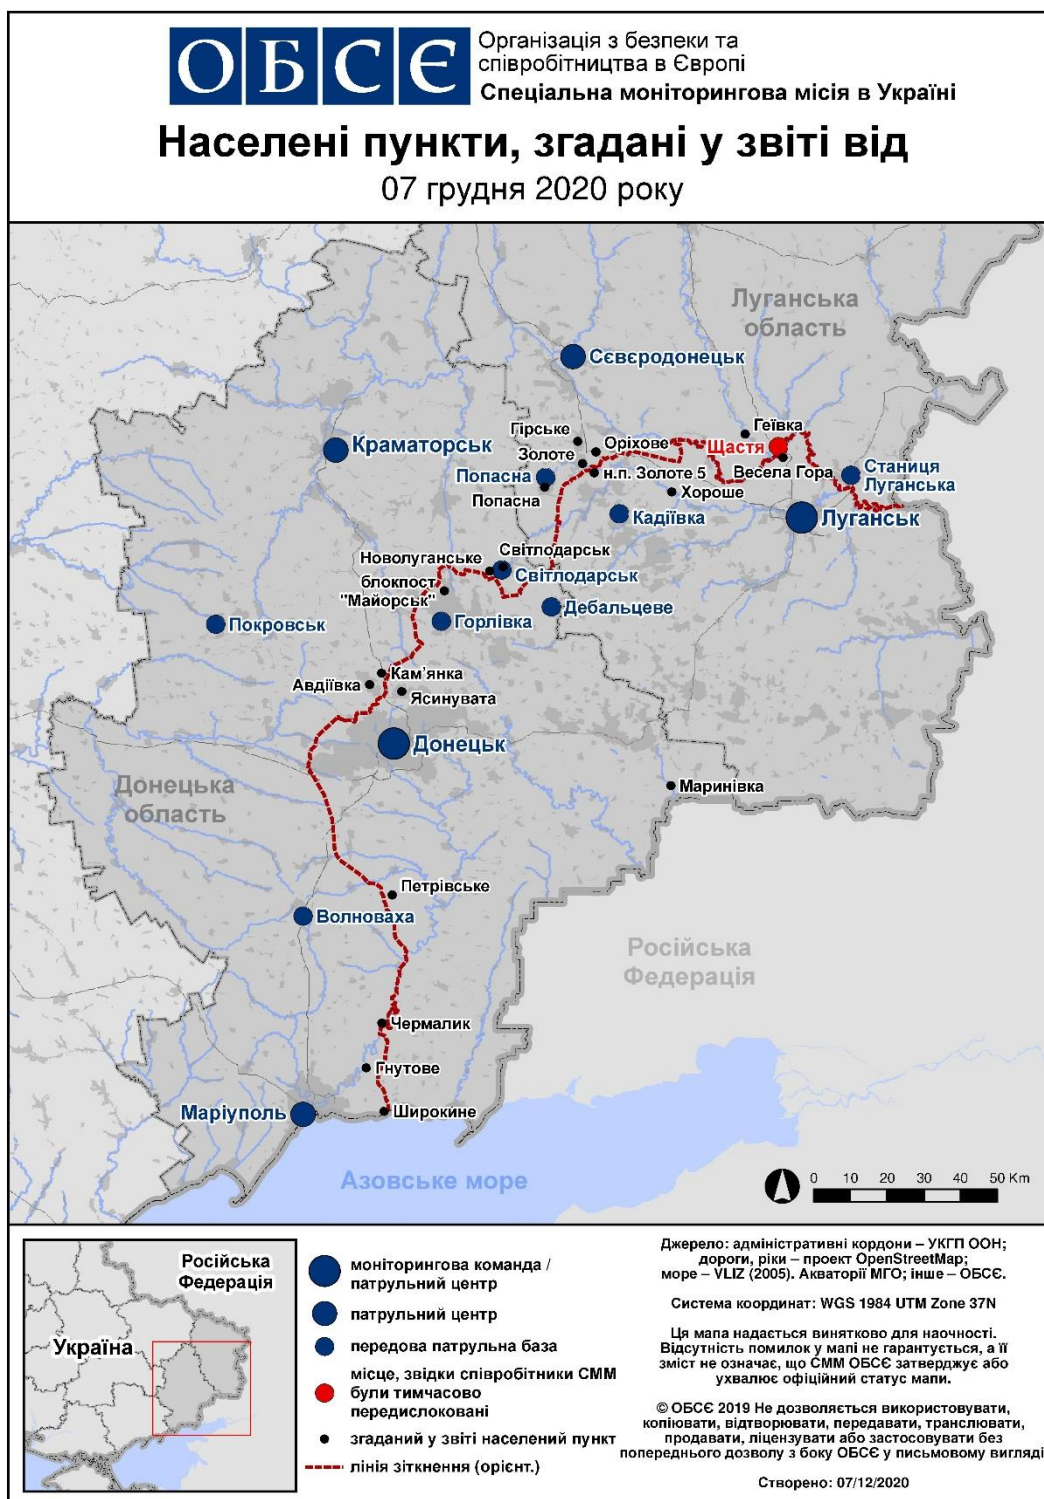 ОБСЄ
Організація з безпеки та
співробітництва в Європі
Спеціальна моніторингова місія в Україні
Населені пункти, згадані у звіті від
07 грудня 2020 року
Луганська
область
Сєвєродонецьк
Геївка
Гірське
Оріхове
Щастя
Краматорськ
Золоте
Весела Гора
Станиця
Луганська
Попасна
н.п. Золоте 5
Попасна
Хороше
Кадіївка
Луганськ
Світлодарськ
Новолуганське
Світлодарськ
блокпост
"Майорськ"
Дебальцеве
Покровськ
Горлівка
Кам’янка
Авдіївка
Ясинувата
Донецьк
Донецька
область
Маринівка
Петрівське
Волноваха
Російська
Федерація
Чермалик
Гнутове
Маріуполь
Широкине
Азовське море
0 10 20 30 40 50 Km
Російська
Федерація
Україна
моніторингова команда /
патрульний центр
патрульний центр
передова патрульна база
місце, звідки співробітники СММ
були тимчасово
передислоковані
згаданий у звіті населений пункт
лінія зіткнення (орієнт.)
Джерело: адміністративні кордони – УКГП ООН;
дороги, ріки – проект OpenStreetMap;
море – VLIZ (2005). Акваторії МГО; інше – ОБСЄ.
Система координат: WGS 1984 UTM Zone 37N
Ця мапа надається винятково для наочності.
Відсутність помилок у мапі не гарантується, а її
зміст не означає, що СММ ОБСЄ затверджує або
ухвалює офіційний статус мапи.
© ОБСЄ 2019 Не дозволяється використовувати,
копіювати, відтворювати, передавати, транслювати,
продавати, ліцензувати або застосовувати без
попереднього дозволу з боку ОБСЄ у письмовому вигляді
Створено: 07/12/2020